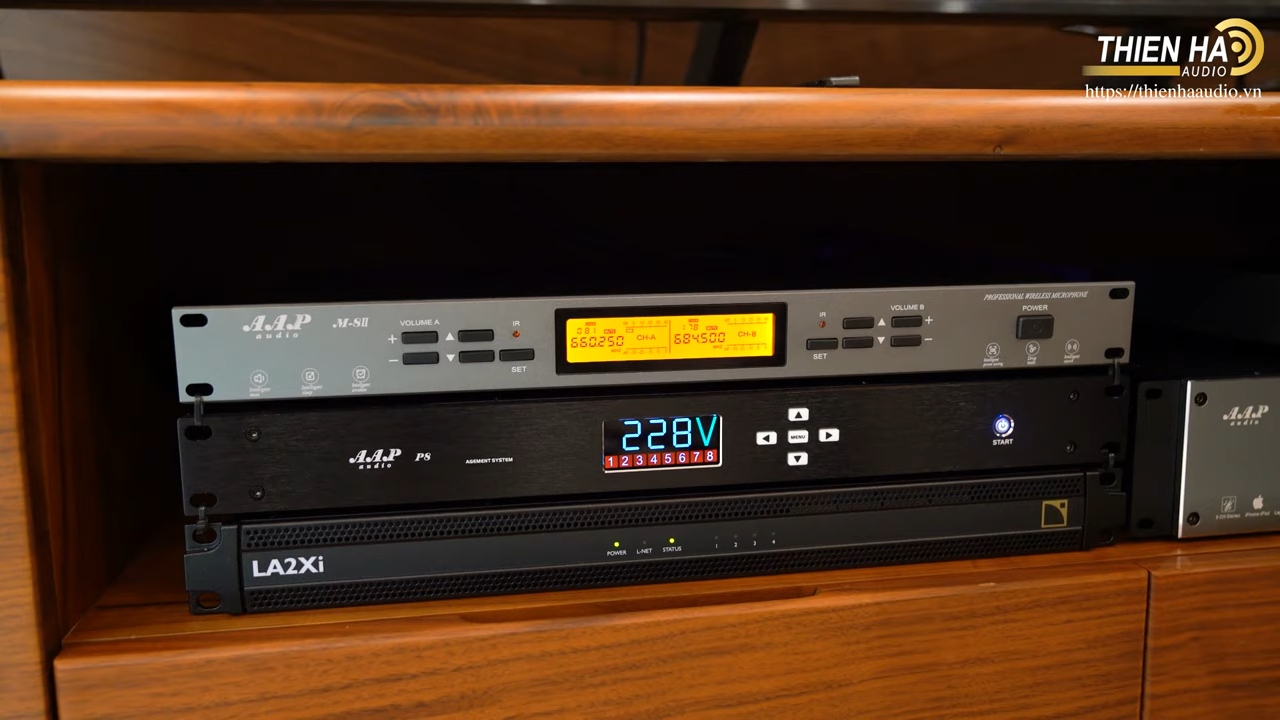 THIEN HA
AUDIO
https://thienhaaudio.vn
AAP
audio
M-8II
VOLUME A
+
−
IR
SET
081
660.250
CH-A
78
684.500
CH-B
IR
SET
VOLUME B
+
−
PROFESSIONAL WIRELESS MICROPHONE
POWER
AAP
audio
P8
AGEMENT SYSTEM
228V
1 2 3 4 5 6 7 8
MENU
START
AAP
audio
LA2Xi
POWER
L-NET
STATUS
1 2 3 4